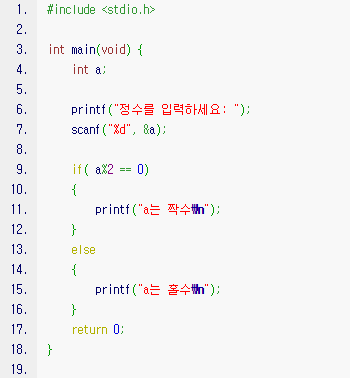 1. #include <stdio.h>
2.
3. int main(void) {
4. int a;
5.
6. printf("정수를 입력하세요: ");
7. scanf("%d", &a);
8.
9. if( a%2 == 0)
10. {
11. printf("a는 짝수₩n");
12. }
13. else
14. {
15. printf("a는 홀수₩n");
16. }
17. return 0;
18. }
19.